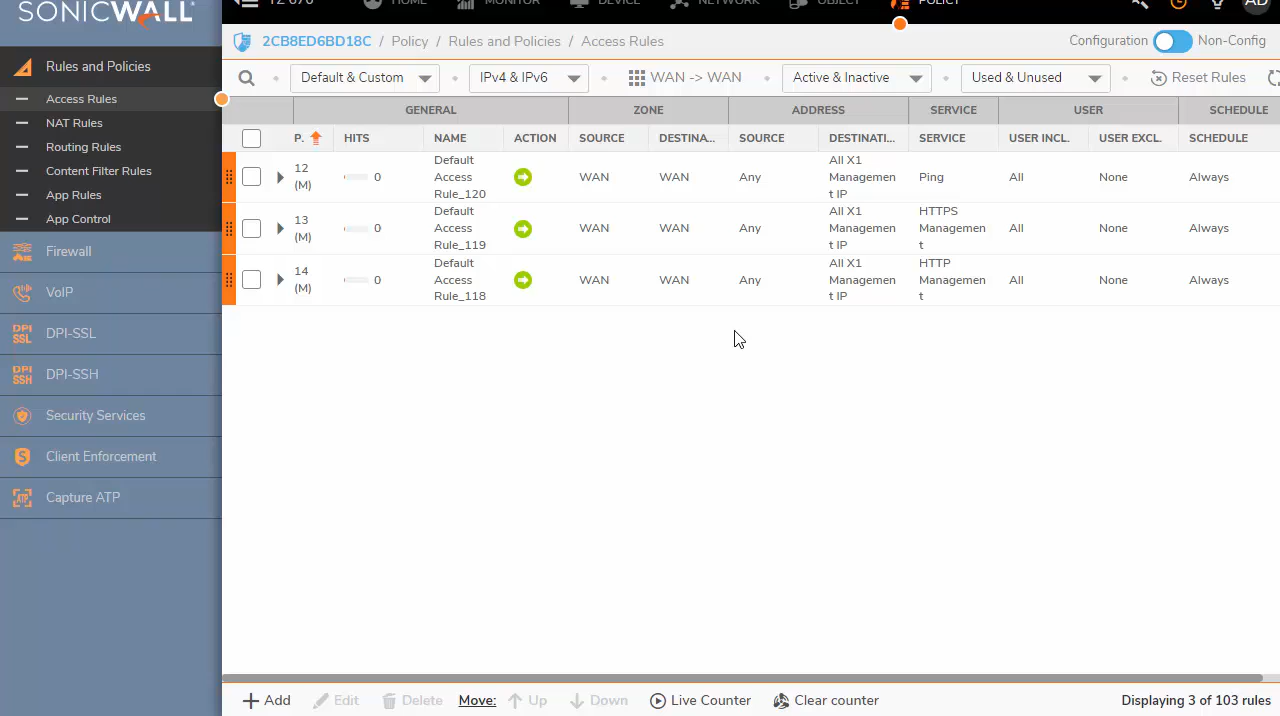 SONICWALL
TZ 670 HOME MONITOR DEVICE NETWORK OBJECT POLICY AD
2CB8ED6BD18C / Policy / Rules and Policies / Access Rules Configuration Non-Config
Rules and Policies
Access Rules
NAT Rules
Routing Rules
Content Filter Rules
App Rules
App Control
Firewall
VoIP
DPI-SSL
DPI-SSH
Security Services
Client Enforcement
Capture ATP
Default & Custom IPv4 & IPv6 WAN -> WAN Active & Inactive Used & Unused Reset Rules
GENERAL ZONE ADDRESS SERVICE USER SCHEDULE
P. HITS NAME ACTION SOURCE DESTINA... SOURCE DESTINATI... SERVICE USER INCL. USER EXCL. SCHEDULE
12 (M) 0 Default Access Rule_120 WAN WAN Any All X1 Management IP Ping All None Always
13 (M) 0 Default Access Rule_119 WAN WAN Any All X1 Management IP HTTPS Management All None Always
14 (M) 0 Default Access Rule_118 WAN WAN Any All X1 Management IP HTTP Management All None Always
Add Edit Delete Move: Up Down Live Counter Clear counter Displaying 3 of 103 rules